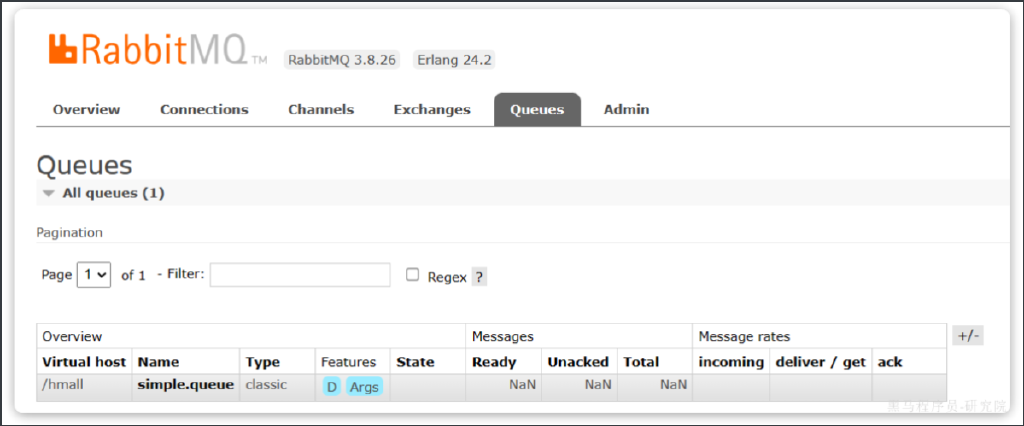 RabbitMQ TM RabbitMQ 3.8.26 Erlang 24.2
Overview Connections Channels Exchanges Queues Admin
Queues
All queues (1)
Pagination
Page 1 of 1 - Filter: Regex ?
Overview Messages Message rates +/-
Virtual host Name Type Features State Ready Unacked Total incoming deliver / get ack
/hmall simple.queue classic D Args NaN NaN NaN
黑马程序员-研究院